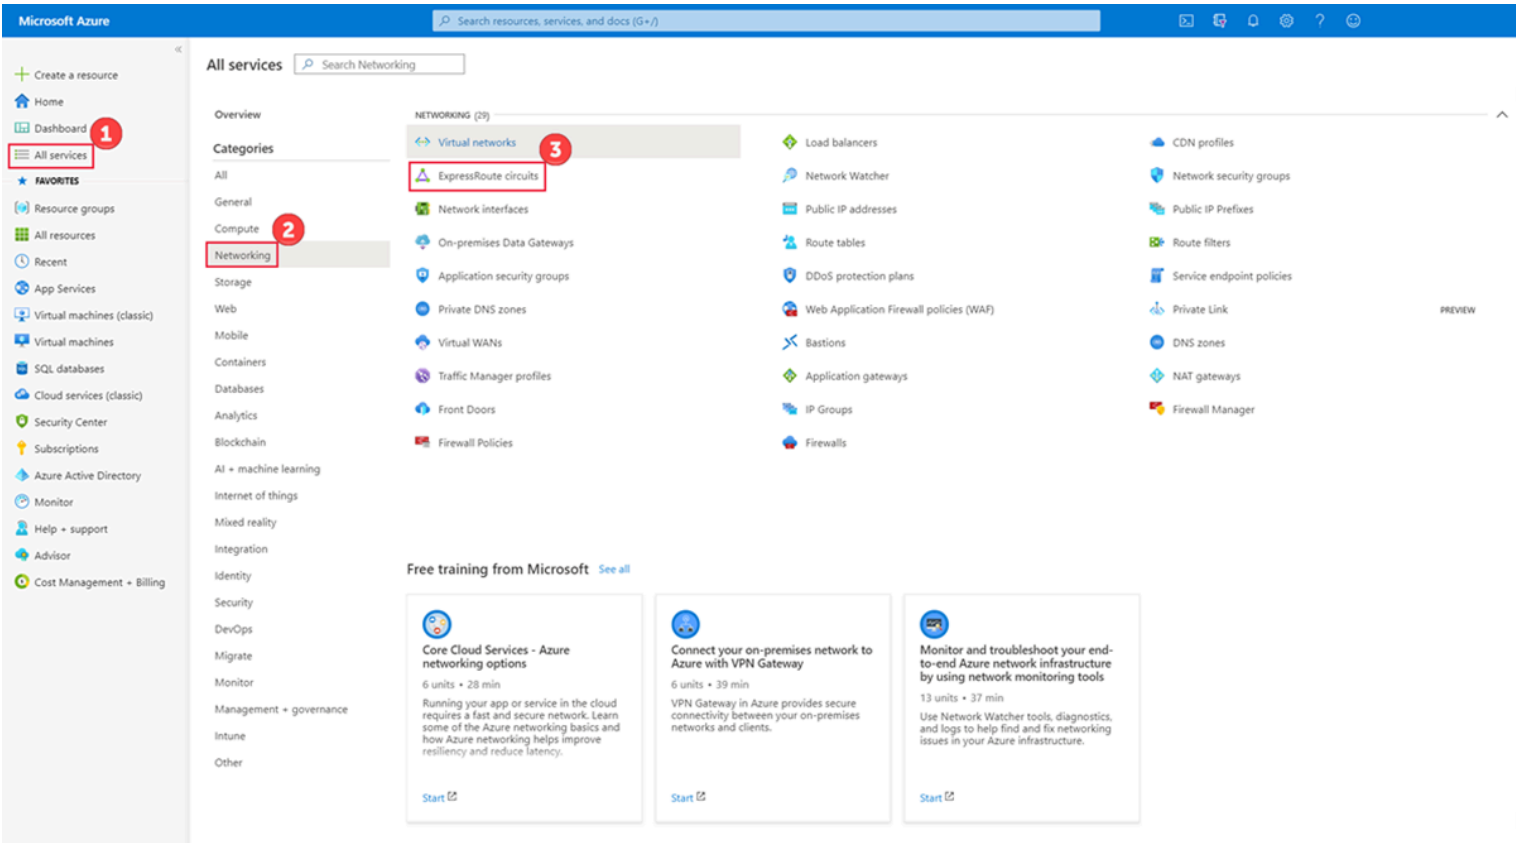 Microsoft Azure
Search resources, services, and docs (G+/)
«
Create a resource
Home
Dashboard
1
All services
FAVORITES
Resource groups
All resources
Recent
App Services
Virtual machines (classic)
Virtual machines
SQL databases
Cloud services (classic)
Security Center
Subscriptions
Azure Active Directory
Monitor
Help + support
Advisor
Cost Management + Billing
All services
Search Networking
Overview
Categories
All
General
Compute
2
Networking
Storage
Web
Mobile
Containers
Databases
Analytics
Blockchain
AI + machine learning
Internet of things
Mixed reality
Integration
Identity
Security
DevOps
Migrate
Monitor
Management + governance
Intune
Other
NETWORKING (29)
Virtual networks
3
ExpressRoute circuits
Network interfaces
On-premises Data Gateways
Application security groups
Private DNS zones
Virtual WANs
Traffic Manager profiles
Front Doors
Firewall Policies
Load balancers
Network Watcher
Public IP addresses
Route tables
DDoS protection plans
Web Application Firewall policies (WAF)
Bastions
Application gateways
IP Groups
Firewalls
CDN profiles
Network security groups
Public IP Prefixes
Route filters
Service endpoint policies
Private Link PREVIEW
DNS zones
NAT gateways
Firewall Manager
Free training from Microsoft See all
Core Cloud Services - Azure
networking options
6 units • 28 min
Running your app or service in the cloud
requires a fast and secure network. Learn
some of the Azure networking basics and
how Azure networking helps improve
resiliency and reduce latency.
Start
Connect your on-premises network to
Azure with VPN Gateway
6 units • 39 min
VPN Gateway in Azure provides secure
connectivity between your on-premises
networks and clients.
Start
Monitor and troubleshoot your end-
to-end Azure network infrastructure
by using network monitoring tools
13 units • 37 min
Use Network Watcher tools, diagnostics,
and logs to help find and fix networking
issues in your Azure infrastructure.
Start